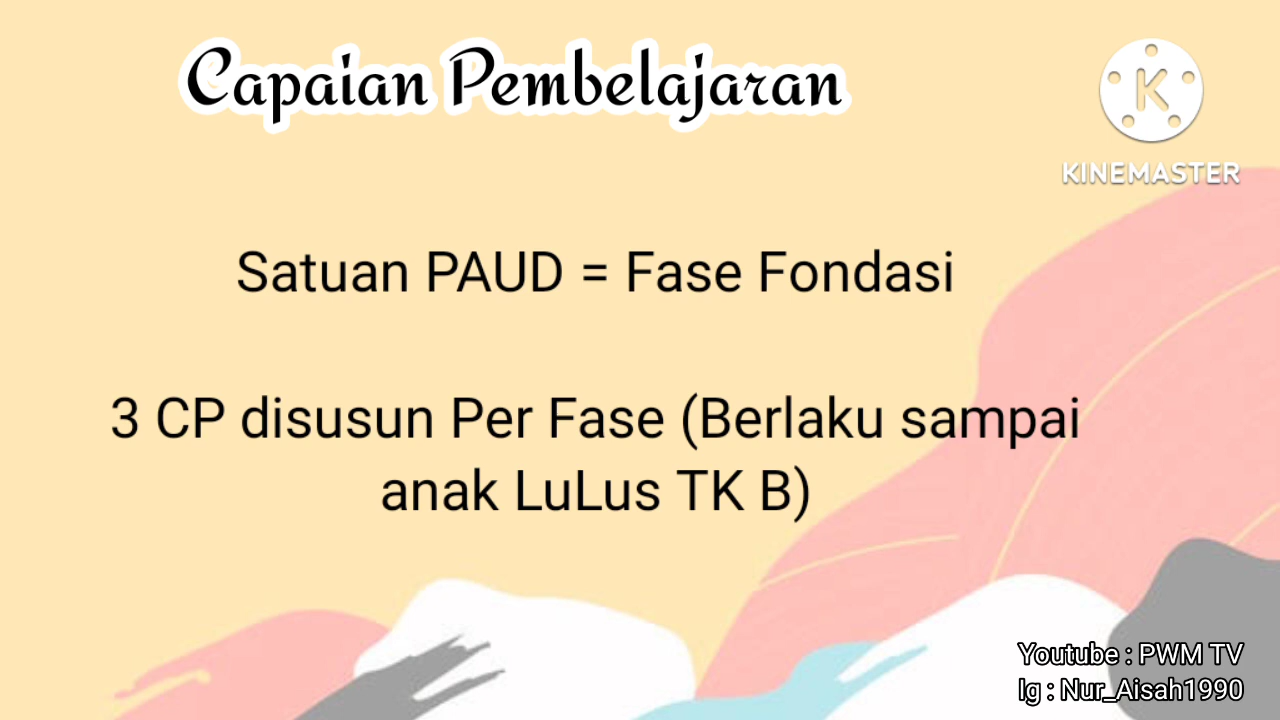 Capaian Pembelajaran
K
KINEMASTER
Satuan PAUD = Fase Fondasi
3 CP disusun Per Fase (Berlaku sampai
anak LuLus TK B)
Youtube : PWM TV
Ig : Nur_Aisah1990